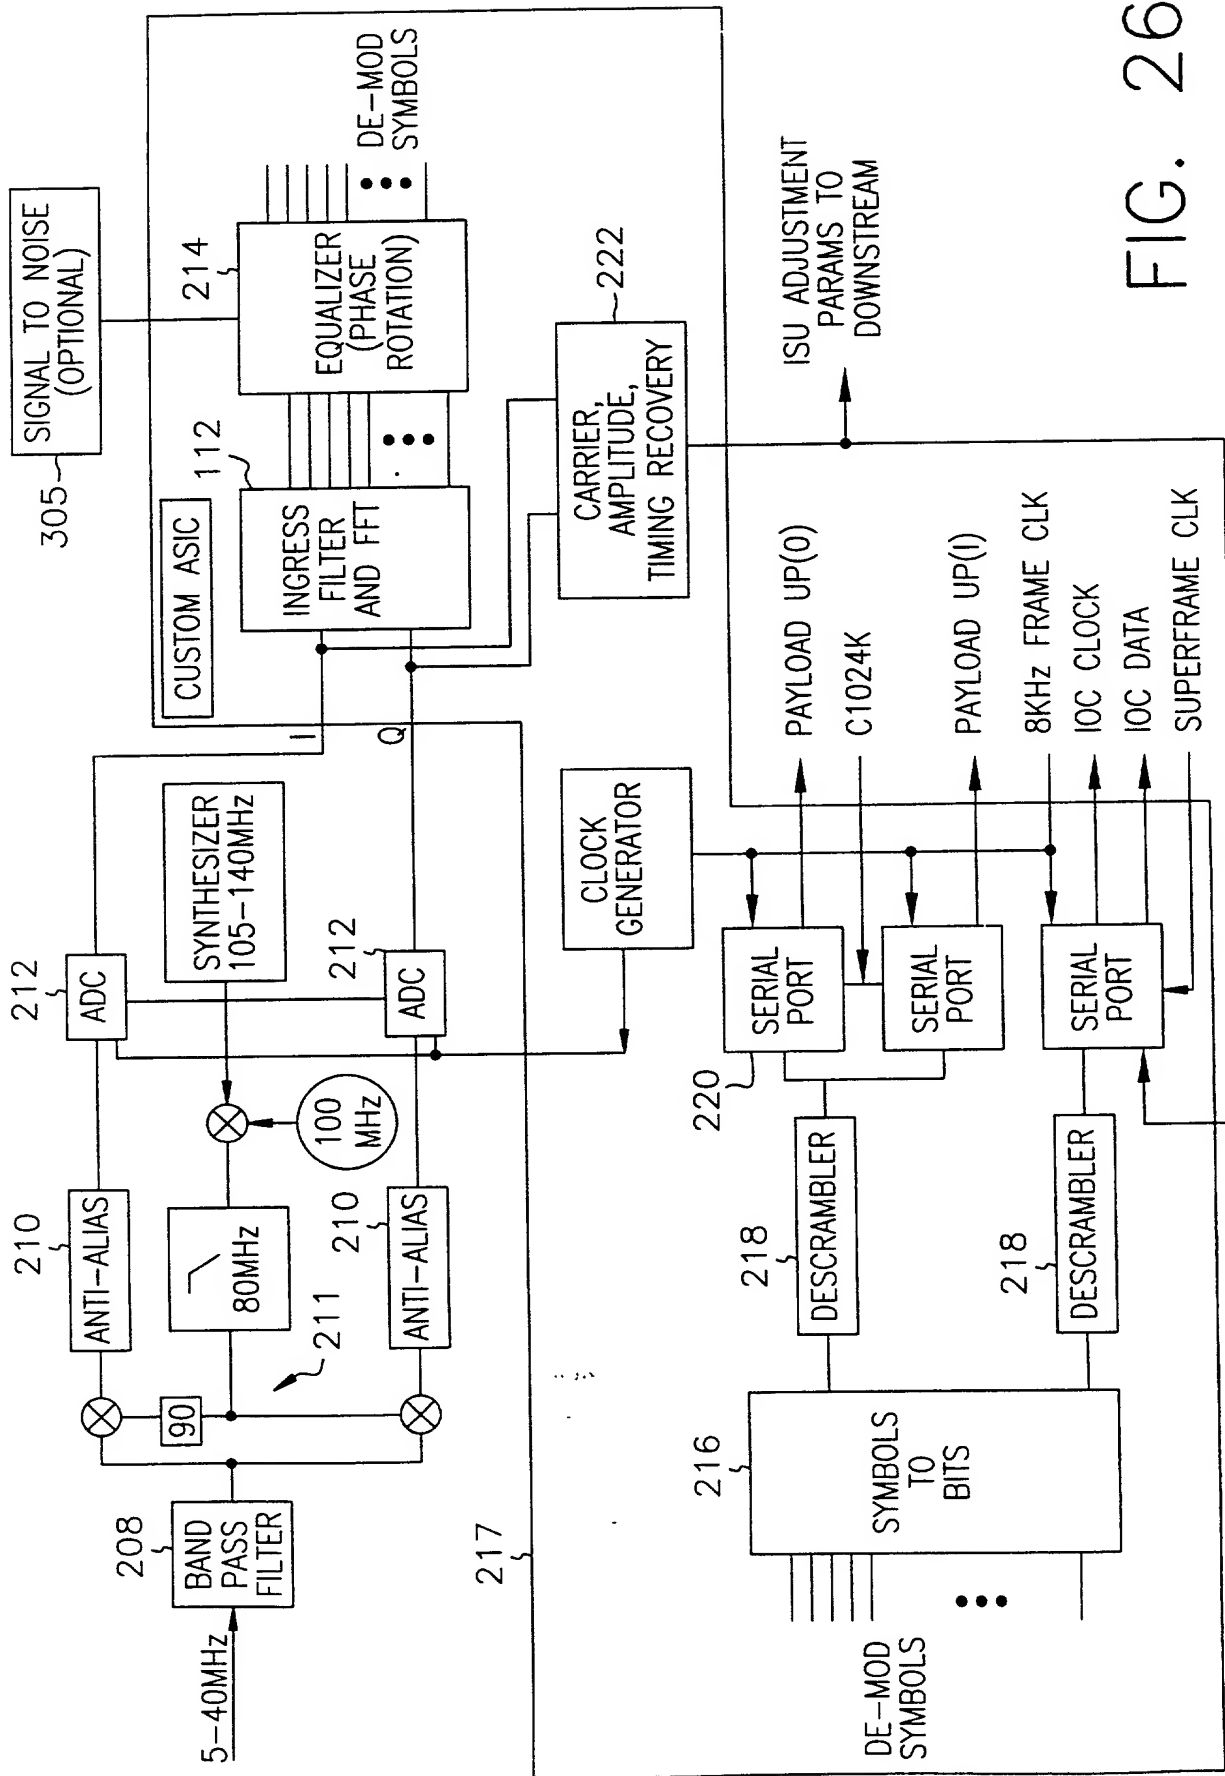 5-40MHz
208
BAND
PASS
FILTER
90
211
210
ANTI-ALIAS
80MHz
210
ANTI-ALIAS
100
MHz
212
ADC
SYNTHESIZER
105-140MHz
212
ADC
I
Q
CUSTOM ASIC
305
SIGNAL TO NOISE
(OPTIONAL)
112
INGRESS
FILTER
AND FFT
214
EQUALIZER
(PHASE
ROTATION)
DE-MOD
SYMBOLS
222
CARRIER,
AMPLITUDE,
TIMING RECOVERY
ISU ADJUSTMENT
PARAMS TO
DOWNSTREAM
217
CLOCK
GENERATOR
DE-MOD
SYMBOLS
216
SYMBOLS
TO
BITS
218
DESCRAMBLER
218
DESCRAMBLER
220
SERIAL
PORT
SERIAL
PORT
SERIAL
PORT
PAYLOAD UP(0)
C1024K
PAYLOAD UP(1)
8KHz FRAME CLK
IOC CLOCK
IOC DATA
SUPERFRAME CLK
FIG. 26